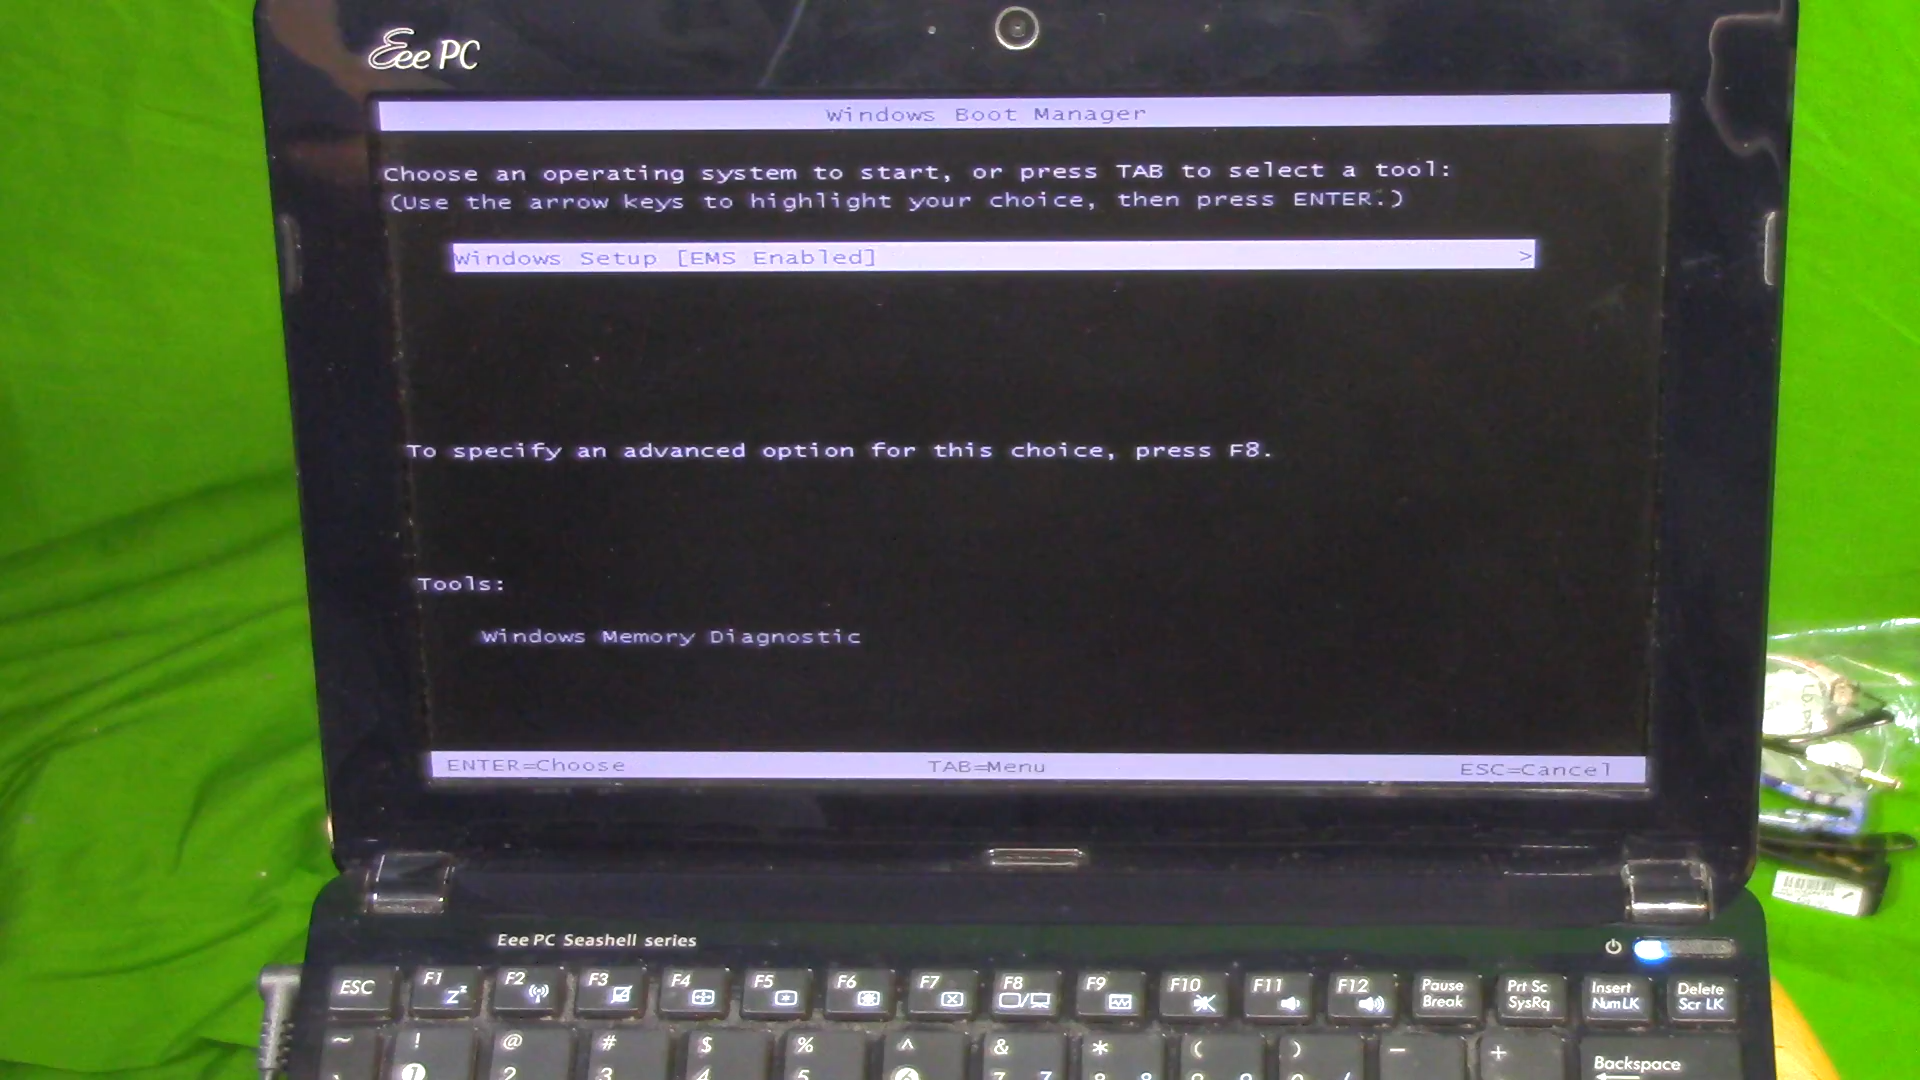 Eee PC
Windows Boot Manager
Choose an operating system to start, or press TAB to select a tool:
(Use the arrow keys to highlight your choice, then press ENTER.)
Windows Setup [EMS Enabled] >
To specify an advanced option for this choice, press F8.
Tools:
Windows Memory Diagnostic
ENTER=Choose TAB=Menu ESC=Cancel
Eee PC Seashell series
ESC F1 F2 F3 F4 F5 F6 F7 F8 F9 F10 F11 F12 Pause Break Prt Sc SysRq Insert Num LK Delete Scr LK
~ ! @ # $ % ^ & * ( ) - + Backspace